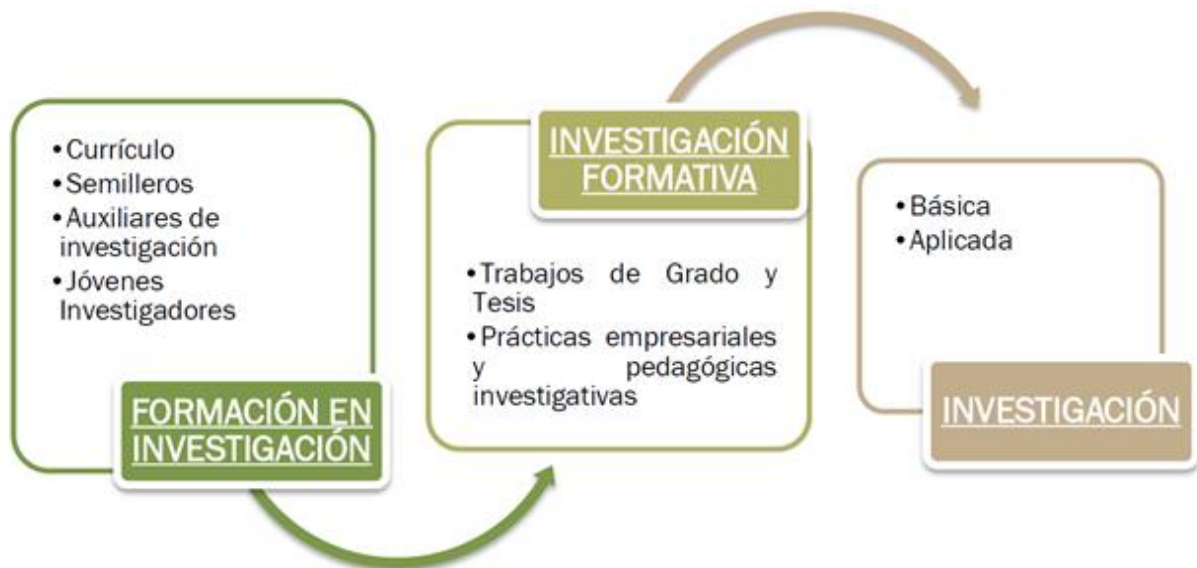 •Currículo
•Semilleros
•Auxiliares de
investigación
•Jóvenes
Investigadores
FORMACIÓN EN
INVESTIGACIÓN
INVESTIGACIÓN
FORMATIVA
•Trabajos de Grado y
Tesis
•Prácticas empresariales
y pedagógicas
investigativas
•Básica
•Aplicada
INVESTIGACIÓN